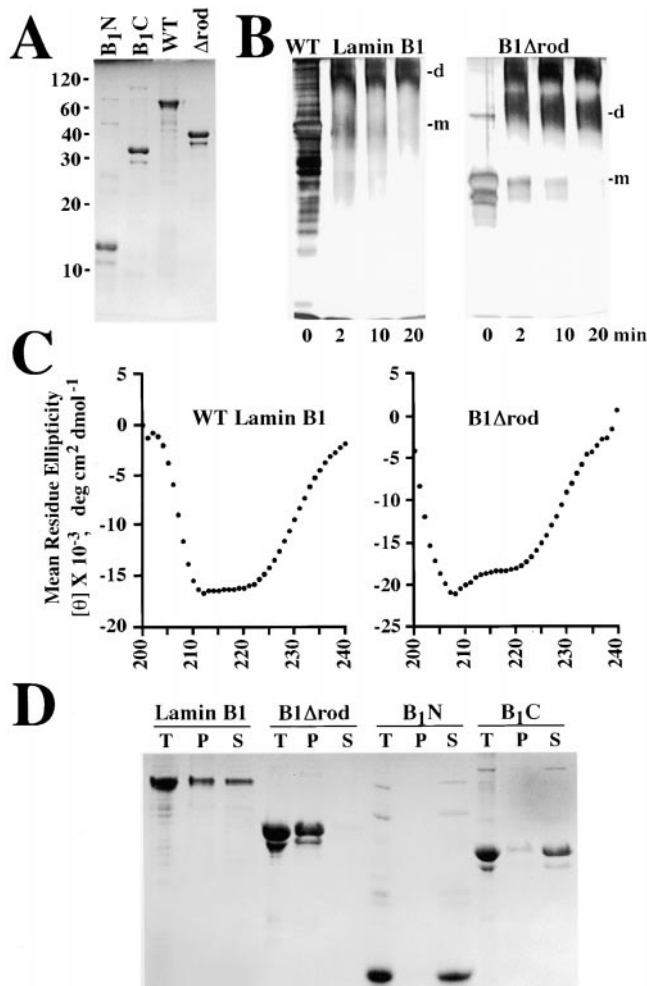 A
B₁N B₁C WT Δrod
120-
60-
40-
30-
20-
10-
B
WT Lamin B1
-d
-m
0 2 10 20
B1Δrod
-d
-m
0 2 10 20 min
C
Mean Residue Ellipticity
[θ] X 10⁻³, deg cm² dmol⁻¹
WT Lamin B1
5
0
-5
-10
-15
-20
200 210 220 230 240
B1Δrod
5
0
-5
-10
-15
-20
-25
200 210 220 230 240
D
Lamin B1 B1Δrod B₁N B₁C
T P S T P S T P S T P S